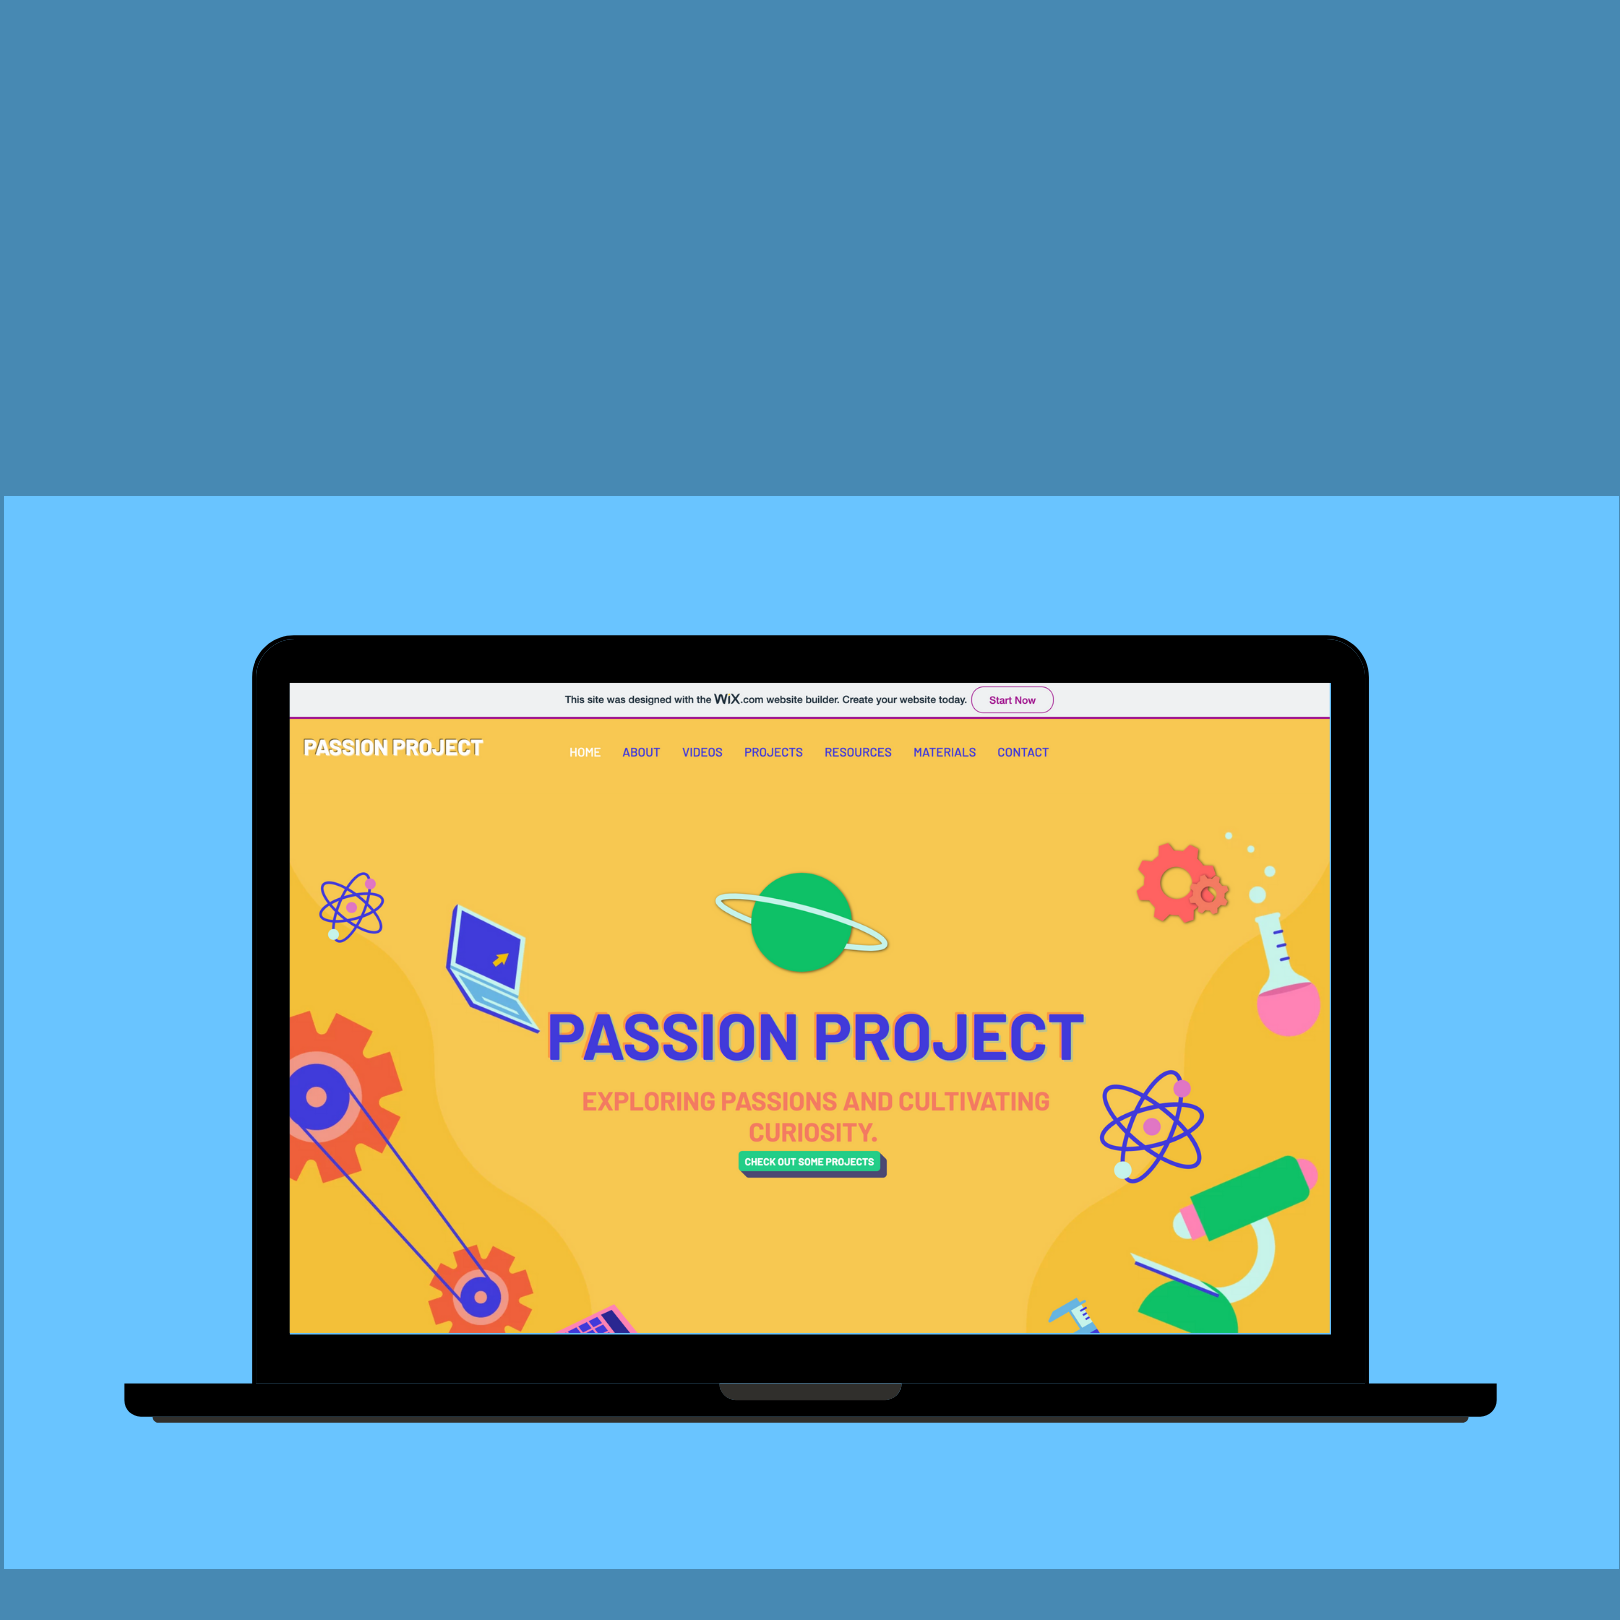 This site was designed with the WiX.com website builder. Create your website today. Start Now
PASSION PROJECT
HOME ABOUT VIDEOS PROJECTS RESOURCES MATERIALS CONTACT
PASSION PROJECT
EXPLORING PASSIONS AND CULTIVATING
CURIOSITY.
CHECK OUT SOME PROJECTS